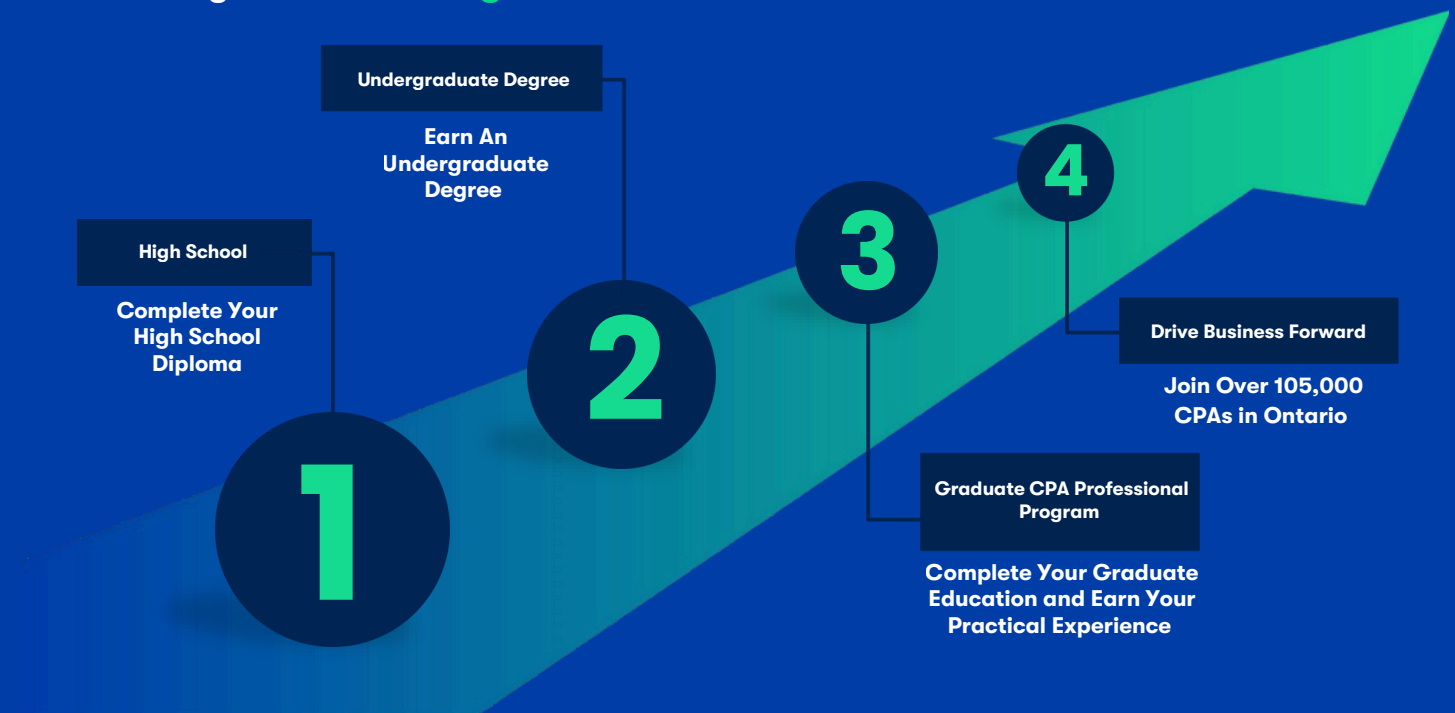 1
High School
Complete Your
High School
Diploma
2
Undergraduate Degree
Earn An
Undergraduate
Degree
3
Graduate CPA Professional
Program
Complete Your Graduate
Education and Earn Your
Practical Experience
4
Drive Business Forward
Join Over 105,000
CPAs in Ontario